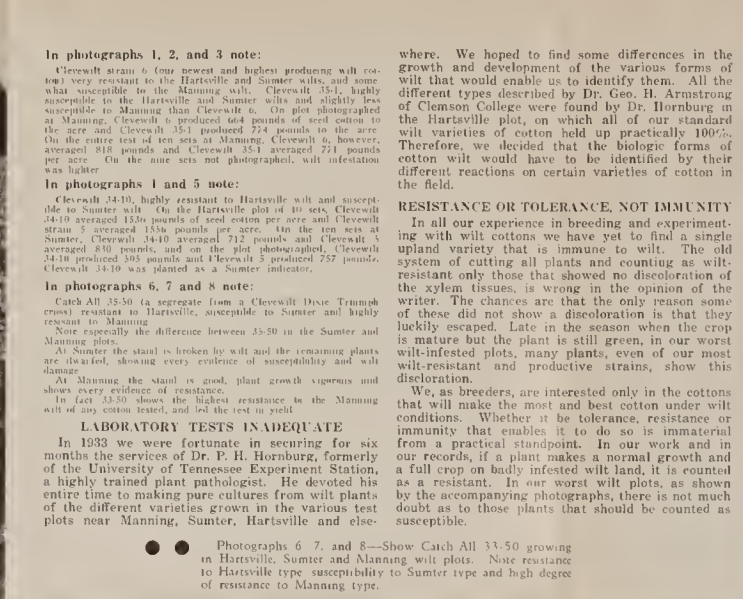 In photographs 1, 2, and 3 note:
Clevewilt strain 6 (our newest and highest producing wilt cot-
ton) very resistant to the Hartsville and Sumter wilts, and some
what susceptible to the Manning wilt. Clevewilt 35-1, highly
susceptible to the Hartsville and Sumter wilts and slightly less
susceptible to Manning than Clevewilt 6. On plot photographed
at Manning, Clevewilt 6 produced 664 pounds of seed cotton to
the acre and Clevewilt 35-1 produced 774 pounds to the acre
On the entire test of ten sets at Manning, Clevewilt 6, however,
averaged 818 pounds and Clevewilt 35-1 averaged 771 pounds
per acre On the nine sets not photographed, wilt infestation
was lighter
In photographs 1 and 5 note:
Clevewilt 34-10, highly resistant to Hartsville wilt and suscept-
ible to Sumter wilt On the Hartsville plot of 10 sets, Clevewilt
34-10 averaged 1536 pounds of seed cotton per acre and Clevewilt
strain 5 averaged 1556 pounds per acre. On the ten sets at
Sumter, Clevewilt 34-10 averaged 712 pounds and Clevewilt 5
averaged 830 pounds, and on the plot photographed, Clevewilt
34-10 produced 505 pounds and Clevewilt 5 produced 757 pounds.
Clevewilt 34-10 was planted as a Sumter indicator.
In photographs 6, 7 and 8 note:
Catch All 33-50 (a segregate from a Clevewilt Dixie Triumph
cross) resistant to Hartsville, susceptible to Sumter and highly
resistant to Manning
Note especially the difference between 33-50 in the Sumter and
Manning plots.
At Sumter the stand is broken by wilt and the remaining plants
are dwarfed, showing every evidence of susceptibility and wilt
damage
At Manning the stand is good, plant growth vigorous and
shows every evidence of resistance.
In fact 33-50 shows the highest resistance to the Manning
wilt of any cotton tested, and led the test in yield
LABORATORY TESTS INADEQUATE
In 1933 we were fortunate in securing for six
months the services of Dr. P. H. Hornburg, formerly
of the University of Tennessee Experiment Station,
a highly trained plant pathologist. He devoted his
entire time to making pure cultures from wilt plants
of the different varieties grown in the various test
plots near Manning, Sumter, Hartsville and else-
where. We hoped to find some differences in the
growth and development of the various forms of
wilt that would enable us to identify them. All the
different types described by Dr. Geo. H. Armstrong
of Clemson College were found by Dr. Hornburg in
the Hartsville plot, on which all of our standard
wilt varieties of cotton held up practically 100%.
Therefore, we decided that the biologic forms of
cotton wilt would have to be identified by their
different reactions on certain varieties of cotton in
the field.
RESISTANCE OR TOLERANCE, NOT IMMUNITY
In all our experience in breeding and experiment-
ing with wilt cottons we have yet to find a single
upland variety that is immune to wilt. The old
system of cutting all plants and counting as wilt-
resistant only those that showed no discoloration of
the xylem tissues, is wrong in the opinion of the
writer. The chances are that the only reason some
of these did not show a discoloration is that they
luckily escaped. Late in the season when the crop
is mature but the plant is still green, in our worst
wilt-infested plots, many plants, even of our most
wilt-resistant and productive strains, show this
discloration.
We, as breeders, are interested only in the cottons
that will make the most and best cotton under wilt
conditions. Whether it be tolerance, resistance or
immunity that enables it to do so is immaterial
from a practical standpoint. In our work and in
our records, if a plant makes a normal growth and
a full crop on badly infested wilt land, it is counted
as a resistant. In our worst wilt plots, as shown
by the accompanying photographs, there is not much
doubt as to those plants that should be counted as
susceptible.
Photographs 6 7, and 8—Show Catch All 33-50 growing
in Hartsville, Sumter and Manning wilt plots. Note resistance
to Hartsville type susceptibility to Sumter type and high degree
of resistance to Manning type.